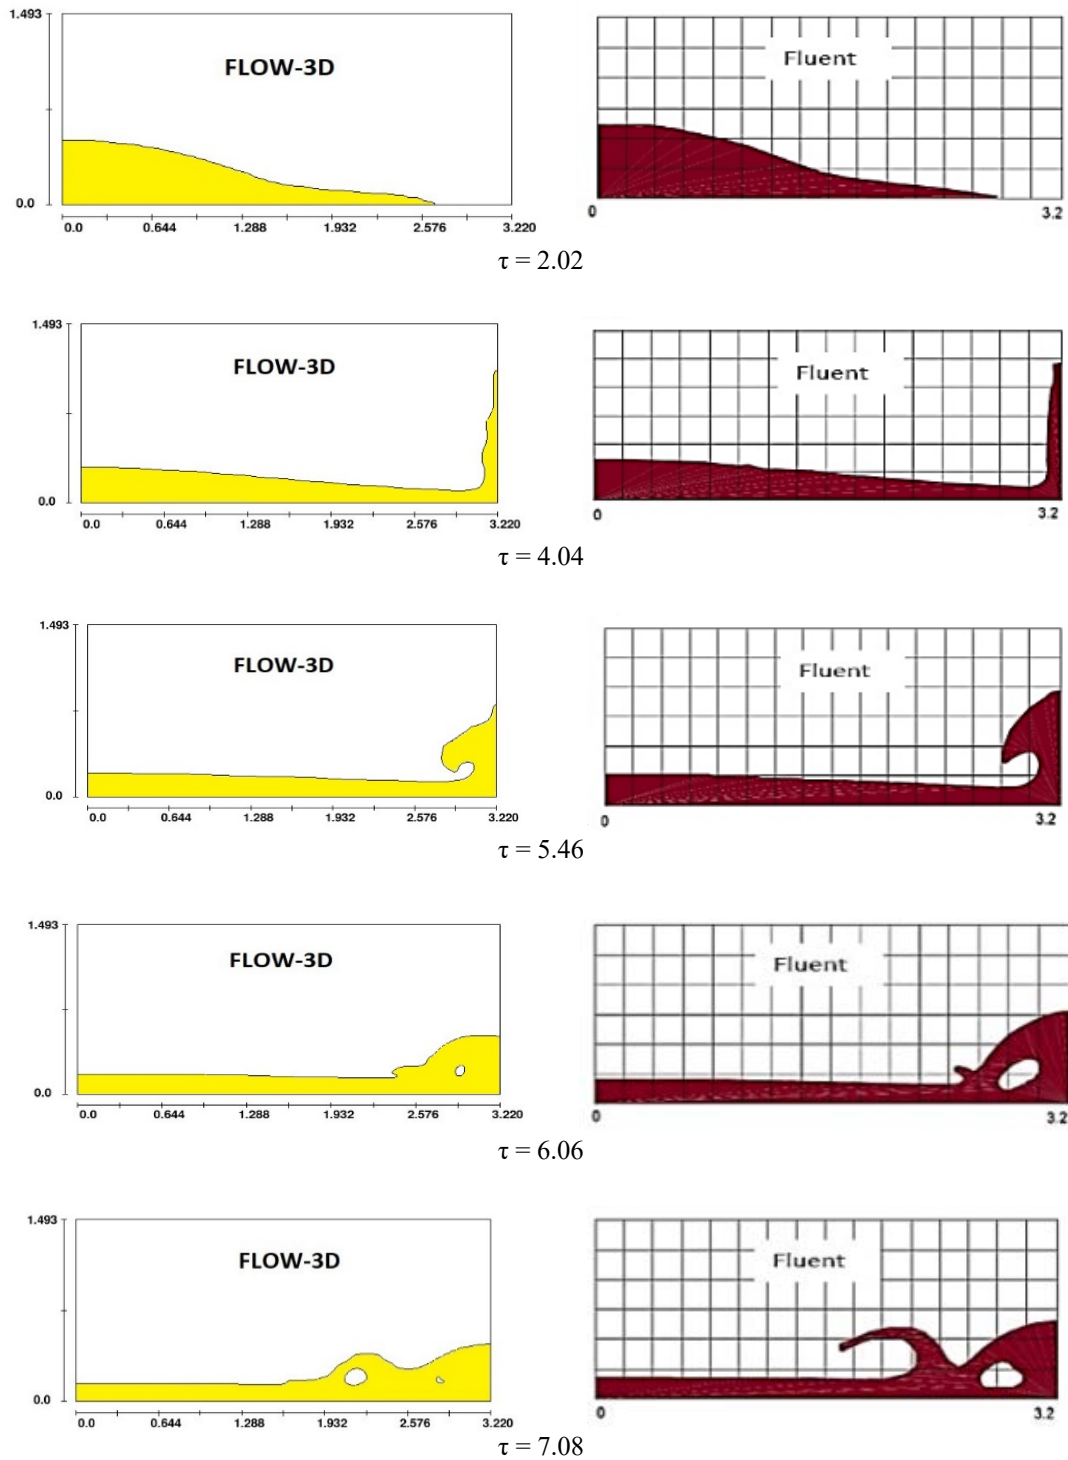 1.493
FLOW-3D
Fluent
0.0
0.0 0.644 1.288 1.932 2.576 3.220
0 3.2
τ = 2.02
1.493
FLOW-3D
Fluent
0.0
0.0 0.644 1.288 1.932 2.576 3.220
0 3.2
τ = 4.04
1.493
FLOW-3D
Fluent
0.0
0.0 0.644 1.288 1.932 2.576 3.220
0 3.2
τ = 5.46
1.493
FLOW-3D
Fluent
0.0
0.0 0.644 1.288 1.932 2.576 3.220
0 3.2
τ = 6.06
1.493
FLOW-3D
Fluent
0.0
0.0 0.644 1.288 1.932 2.576 3.220
0 3.2
τ = 7.08